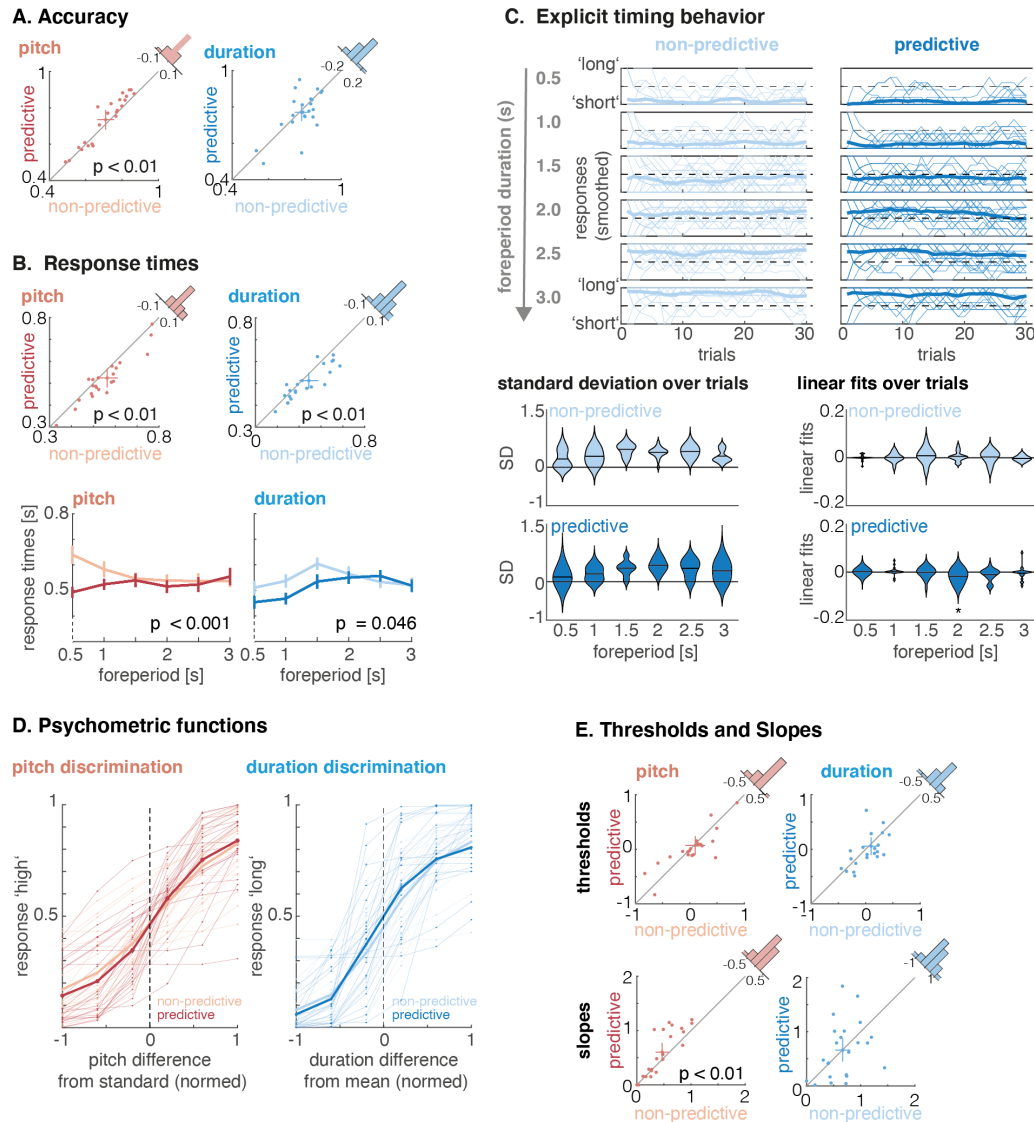 A. Accuracy
pitch
-0.1
0.1
1
predictive
0.4
p < 0.01
0.4
1
non-predictive
duration
-0.2
0.2
1
predictive
0.4
0.4
1
non-predictive
B. Response times
pitch
-0.1
0.1
0.8
predictive
0.3
p < 0.01
0.3
0.8
non-predictive
duration
-0.1
0.1
0.8
predictive
0.3
p < 0.01
0
0.8
non-predictive
pitch
0.8
response times [s]
0.5
p < 0.001
0.5 1 1.5 2 2.5 3
foreperiod [s]
duration
p = 0.046
0.5 1 1.5 2 2.5 3
foreperiod [s]
C. Explicit timing behavior
non-predictive
predictive
foreperiod duration (s)
0.5
1.0
1.5
2.0
2.5
3.0
'long'
'short'
responses
(smoothed)
'long'
'short'
0 10 20 30
trials
0 10 20 30
trials
standard deviation over trials
1.5
non-predictive
SD
0
-1
1.5
predictive
SD
0
-1
0.5 1 1.5 2 2.5 3
foreperiod [s]
linear fits over trials
0.2
non-predictive
linear fits
0
-0.2
0.2
predictive
linear fits
0
-0.2
*
0.5 1 1.5 2 2.5 3
foreperiod [s]
D. Psychometric functions
pitch discrimination
1
response 'high'
0.5
non-predictive
predictive
-1 0 1
pitch difference
from standard (normed)
duration discrimination
1
response 'long'
0.5
non-predictive
predictive
-1 0 1
duration difference
from mean (normed)
E. Thresholds and Slopes
pitch
-0.5
0.5
thresholds
1
predictive
0
-1
-1 0 1
non-predictive
duration
-0.5
0.5
1
predictive
0
-1
-1 0 1
non-predictive
slopes
-0.5
0.5
2
predictive
1
0
p < 0.01
0 1 2
non-predictive
-1
2
predictive
1
0
0 1 2
non-predictive